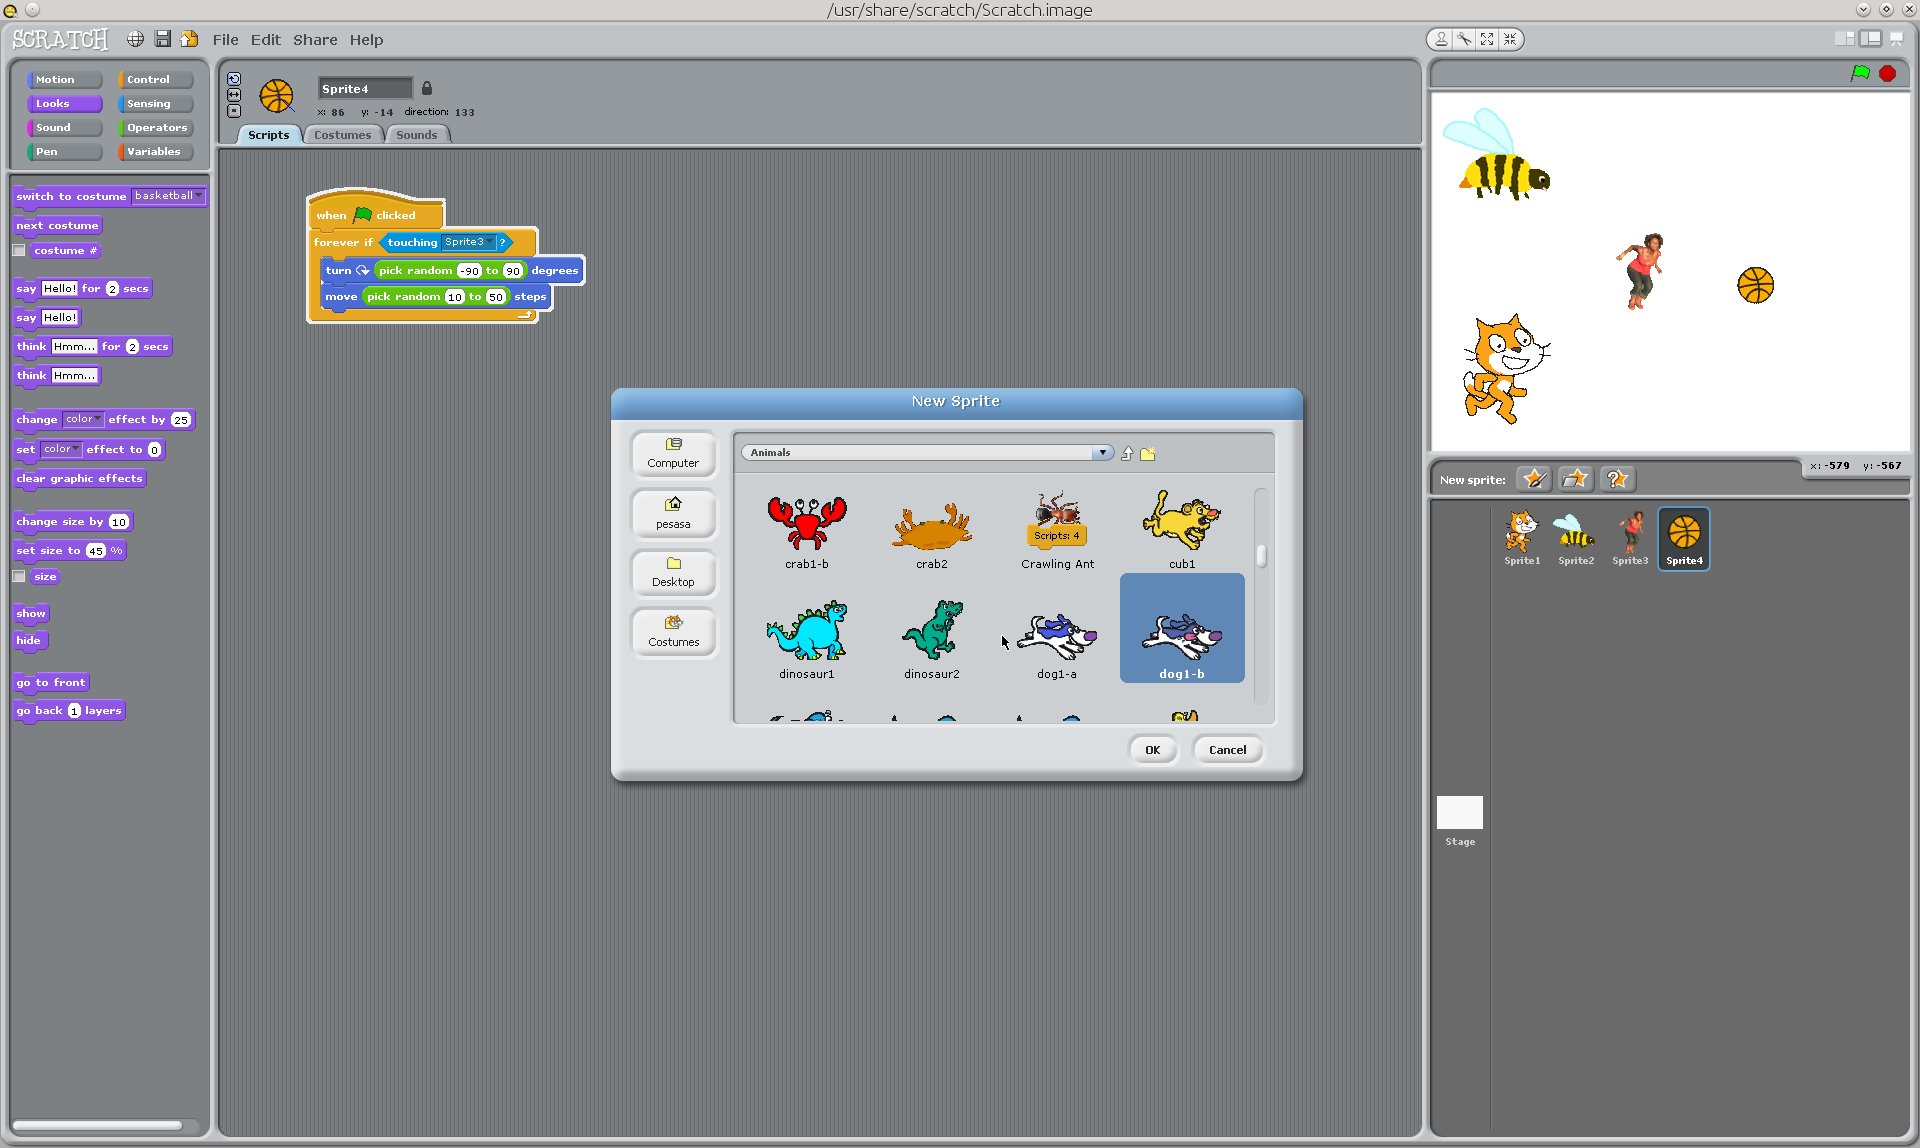 /usr/share/scratch/Scratch.image
SCRATCH File Edit Share Help
Motion Control
Looks Sensing
Sound Operators
Pen Variables
switch to costume basketball
next costume
costume #
say Hello! for 2 secs
say Hello!
think Hmm... for 2 secs
think Hmm...
change color effect by 25
set color effect to 0
clear graphic effects
change size by 10
set size to 45 %
size
show
hide
go to front
go back 1 layers
Sprite4
x: 86 y: -14 direction: 133
Scripts Costumes Sounds
when clicked
forever if touching Sprite3 ?
turn pick random -90 to 90 degrees
move pick random 10 to 50 steps
New Sprite
Computer
pesasa
Desktop
Costumes
Animals
Scripts: 4
crab1-b crab2 Crawling Ant cub1
dinosaur1 dinosaur2 dog1-a dog1-b
OK Cancel
x: -579 y: -567
New sprite:
Sprite1 Sprite2 Sprite3 Sprite4
Stage